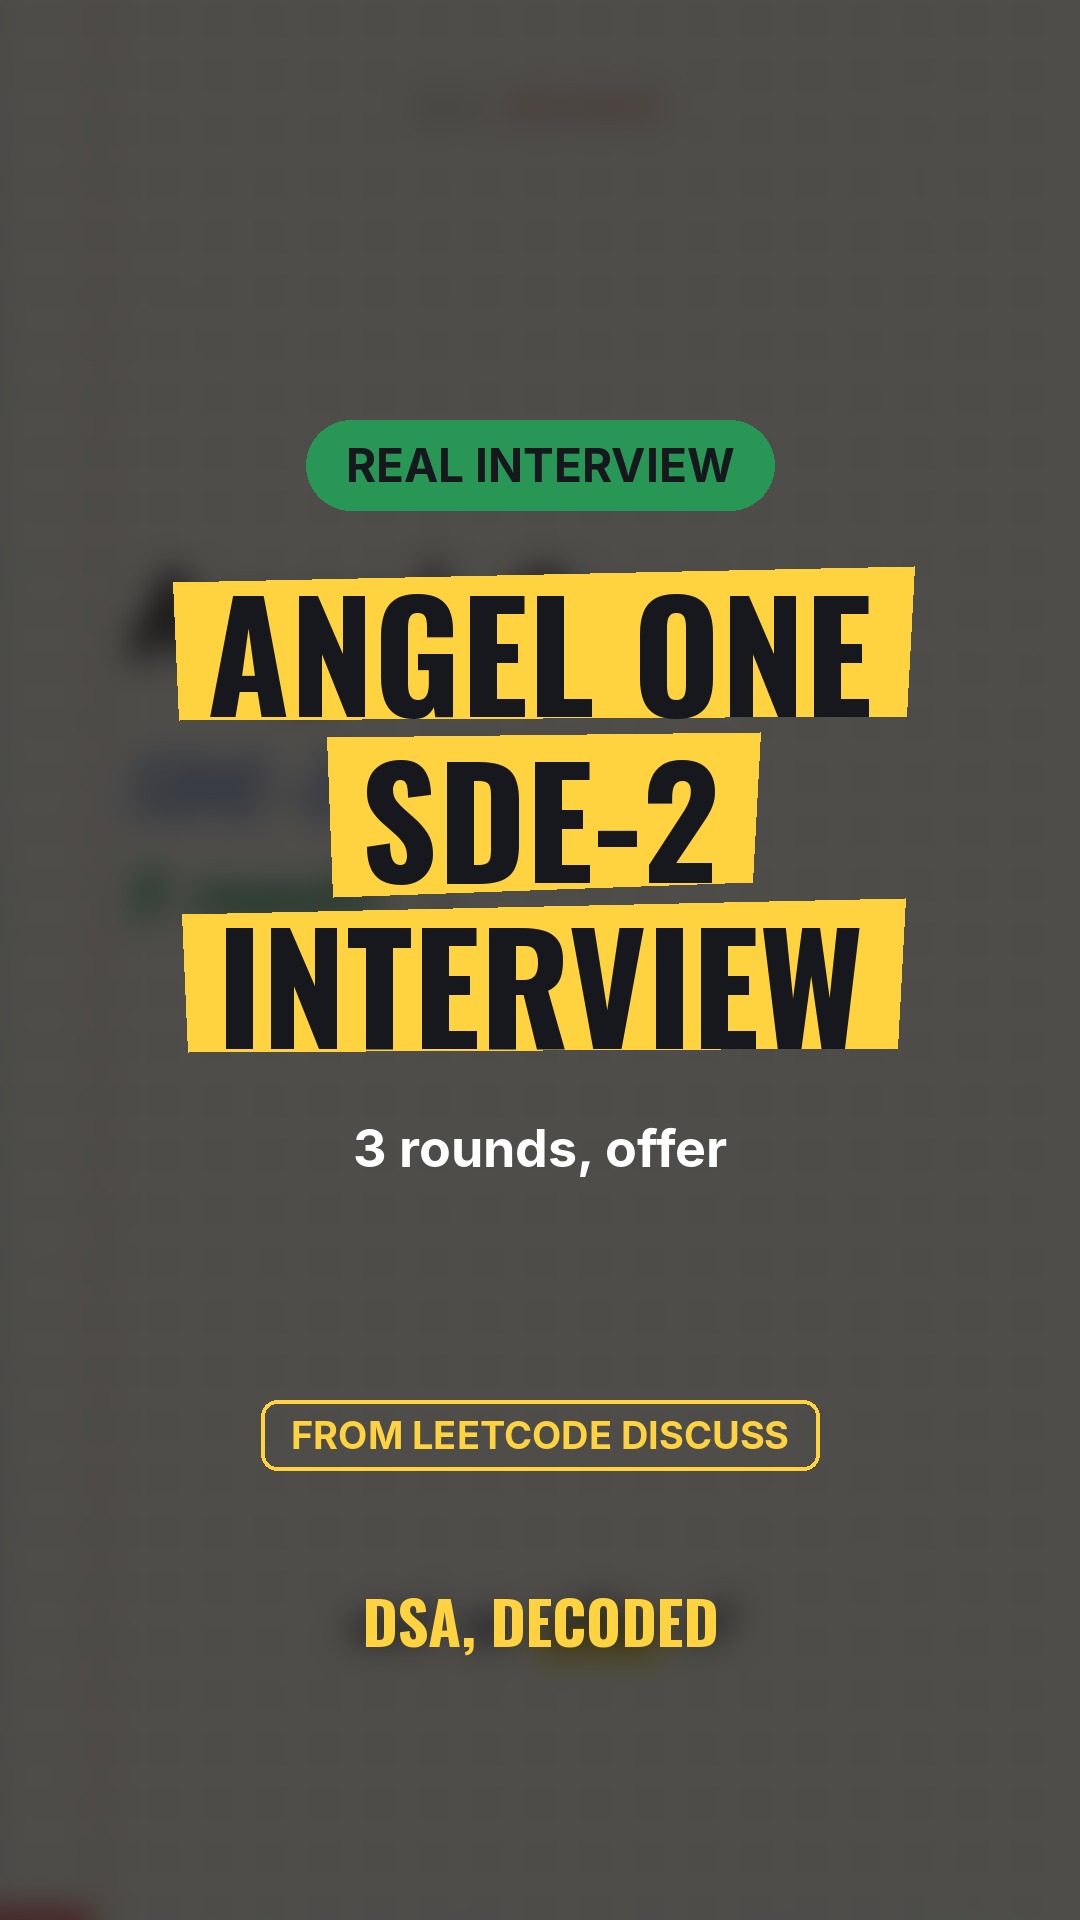 REAL INTERVIEW
ANGEL ONE
SDE-2
INTERVIEW
3 rounds, offer
FROM LEETCODE DISCUSS
DSA, DECODED